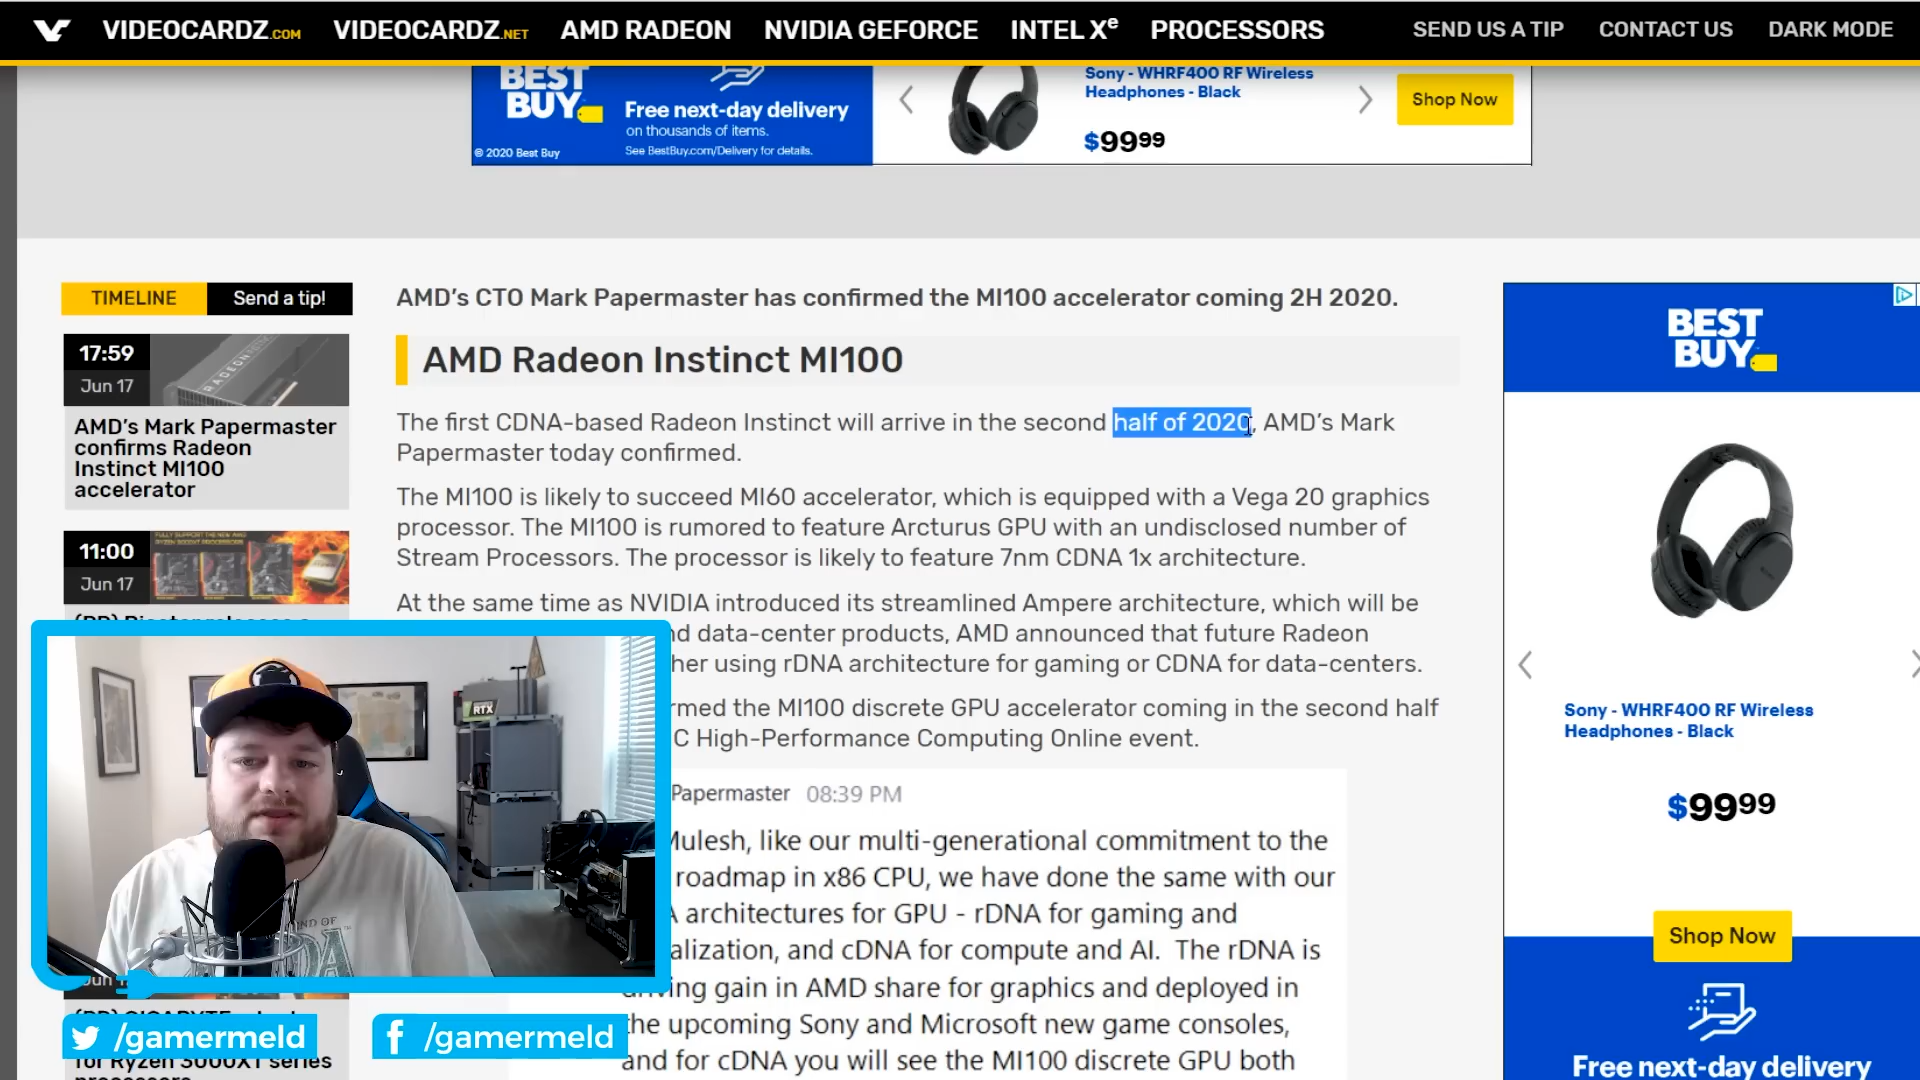 VIDEOCARDZ.COM VIDEOCARDZ.NET AMD RADEON NVIDIA GEFORCE INTEL Xe PROCESSORS SEND US A TIP CONTACT US DARK MODE
BEST BUY
Free next-day delivery
on thousands of items.
See BestBuy.com/Delivery for details.
© 2020 Best Buy
Sony - WHRF400 RF Wireless
Headphones - Black
$9999
Shop Now
TIMELINE Send a tip!
17:59
Jun 17
AMD's Mark Papermaster
confirms Radeon
Instinct MI100
accelerator
11:00
Jun 17
for Ryzen 3000XT series
AMD's CTO Mark Papermaster has confirmed the MI100 accelerator coming 2H 2020.
AMD Radeon Instinct MI100
The first CDNA-based Radeon Instinct will arrive in the second half of 2020, AMD's Mark
Papermaster today confirmed.
The MI100 is likely to succeed MI60 accelerator, which is equipped with a Vega 20 graphics
processor. The MI100 is rumored to feature Arcturus GPU with an undisclosed number of
Stream Processors. The processor is likely to feature 7nm CDNA 1x architecture.
At the same time as NVIDIA introduced its streamlined Ampere architecture, which will be
data-center products, AMD announced that future Radeon
using rDNA architecture for gaming or CDNA for data-centers.
the MI100 discrete GPU accelerator coming in the second half
High-Performance Computing Online event.
Papermaster 08:39 PM
Mulesh, like our multi-generational commitment to the
roadmap in x86 CPU, we have done the same with our
architectures for GPU - rDNA for gaming and
and cDNA for compute and AI. The rDNA is
gain in AMD share for graphics and deployed in
the upcoming Sony and Microsoft new game consoles,
and for cDNA you will see the MI100 discrete GPU both
BEST
BUY
Sony - WHRF400 RF Wireless
Headphones - Black
$9999
Shop Now
Free next-day delivery
RTX
/gamermeld
/gamermeld